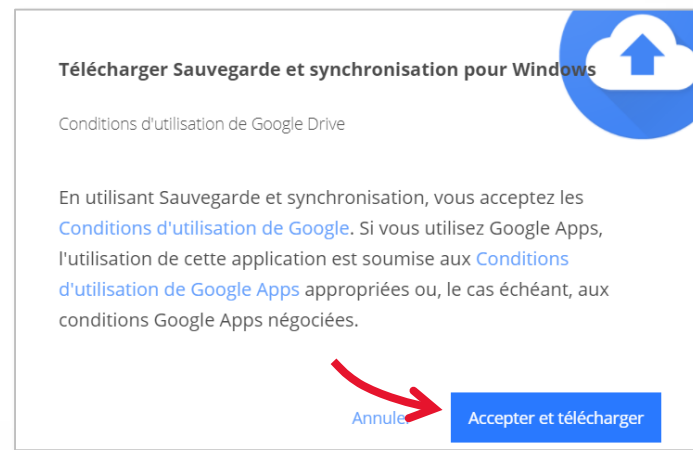 Télécharger Sauvegarde et synchronisation pour Windows
Conditions d'utilisation de Google Drive
En utilisant Sauvegarde et synchronisation, vous acceptez les
Conditions d'utilisation de Google. Si vous utilisez Google Apps,
l'utilisation de cette application est soumise aux Conditions
d'utilisation de Google Apps appropriées ou, le cas échéant, aux
conditions Google Apps négociées.
Annuler Accepter et télécharger